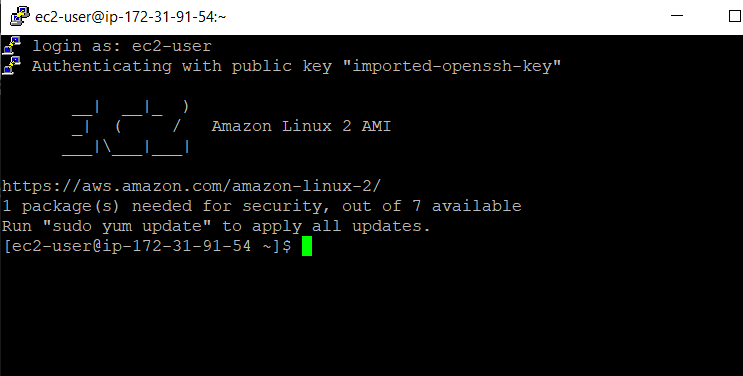 ec2-user@ip-172-31-91-54:~
login as: ec2-user
Authenticating with public key "imported-openssh-key"
       __|  __|_  )
       _|  (     /   Amazon Linux 2 AMI
      ___|\___|___|
https://aws.amazon.com/amazon-linux-2/
1 package(s) needed for security, out of 7 available
Run "sudo yum update" to apply all updates.
[ec2-user@ip-172-31-91-54 ~]$